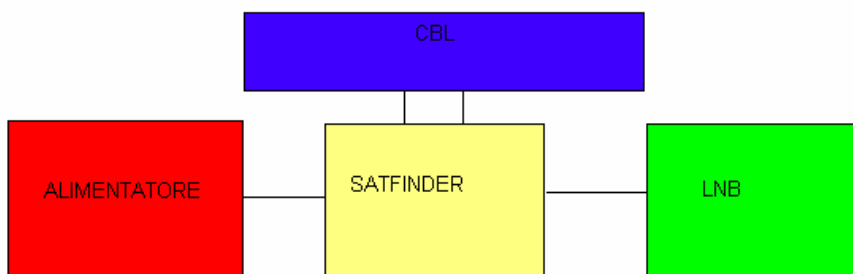 CBL
ALIMENTATORE
SATFINDER
LNB